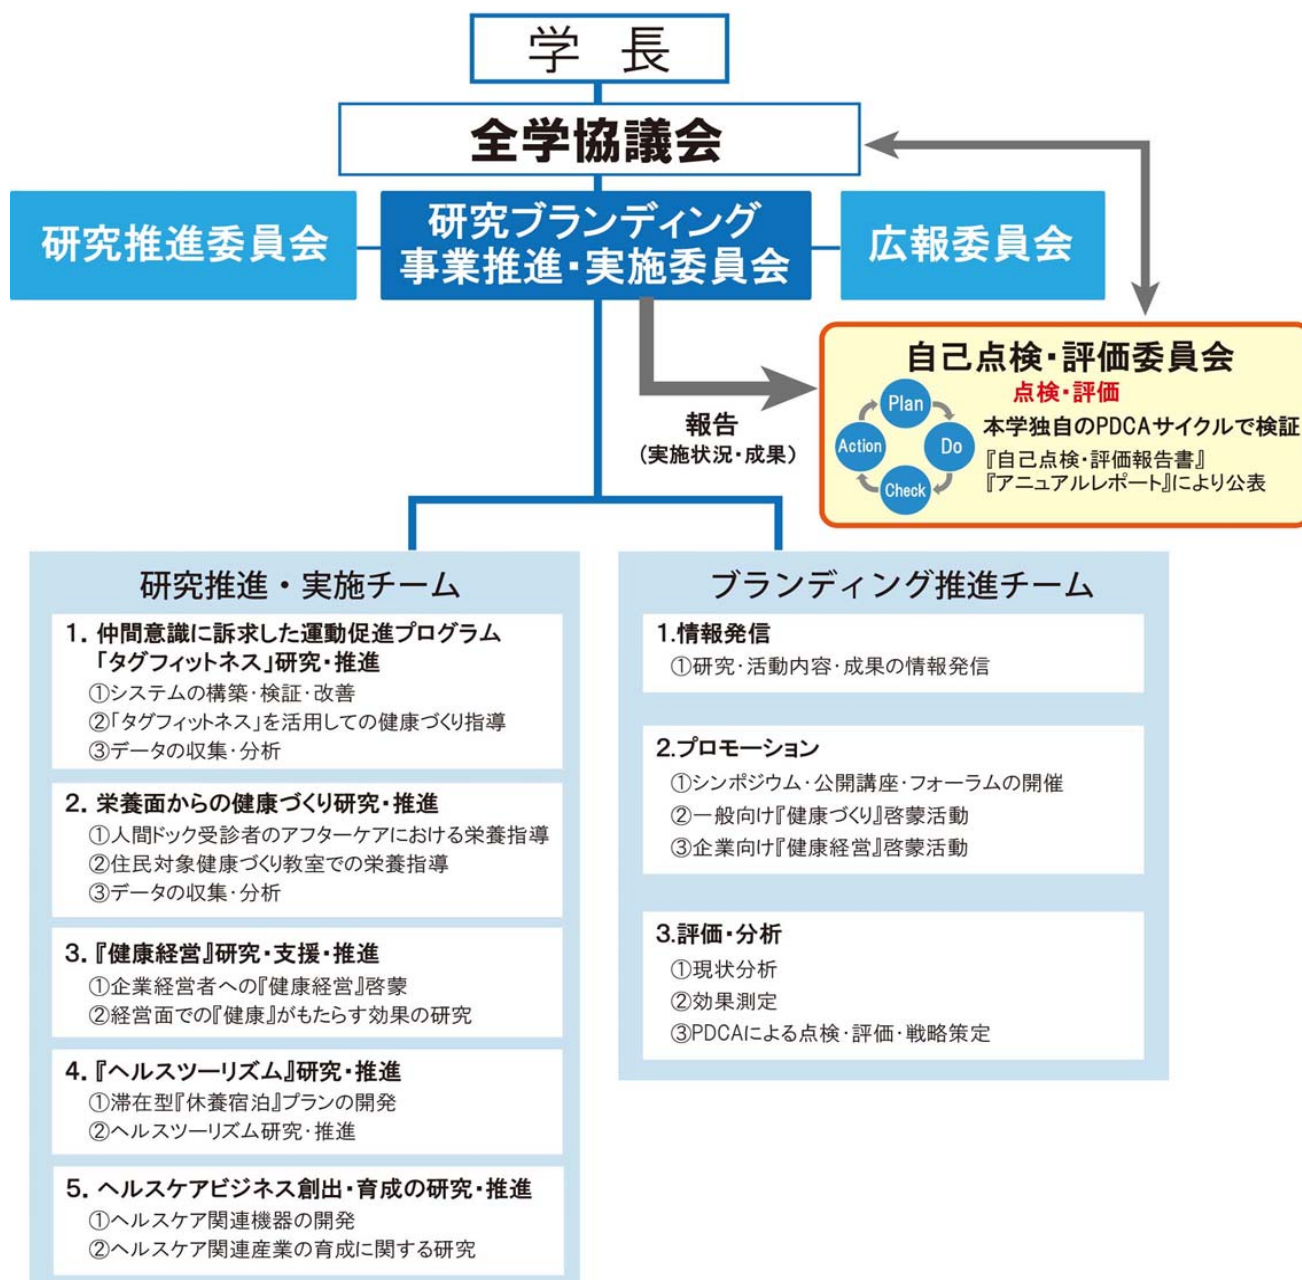 学 長
全学協議会
研究推進委員会
研究ブランディング
事業推進・実施委員会
広報委員会
報告
(実施状況・成果)
自己点検・評価委員会
点検・評価
Plan
Do
Check
Action
本学独自のPDCAサイクルで検証
『自己点検・評価報告書』
『アニュアルレポート』により公表
研究推進・実施チーム
1. 仲間意識に訴求した運動促進プログラム
「タグフィットネス」研究・推進
①システムの構築・検証・改善
②「タグフィットネス」を活用しての健康づくり指導
③データの収集・分析
2. 栄養面からの健康づくり研究・推進
①人間ドック受診者のアフターケアにおける栄養指導
②住民対象健康づくり教室での栄養指導
③データの収集・分析
3.『健康経営』研究・支援・推進
①企業経営者への『健康経営』啓蒙
②経営面での『健康』がもたらす効果の研究
4.『ヘルスツーリズム』研究・推進
①滞在型『休養宿泊』プランの開発
②ヘルスツーリズム研究・推進
5. ヘルスケアビジネス創出・育成の研究・推進
①ヘルスケア関連機器の開発
②ヘルスケア関連産業の育成に関する研究
ブランディング推進チーム
1.情報発信
①研究・活動内容・成果の情報発信
2.プロモーション
①シンポジウム・公開講座・フォーラムの開催
②一般向け『健康づくり』啓蒙活動
③企業向け『健康経営』啓蒙活動
3.評価・分析
①現状分析
②効果測定
③PDCAによる点検・評価・戦略策定